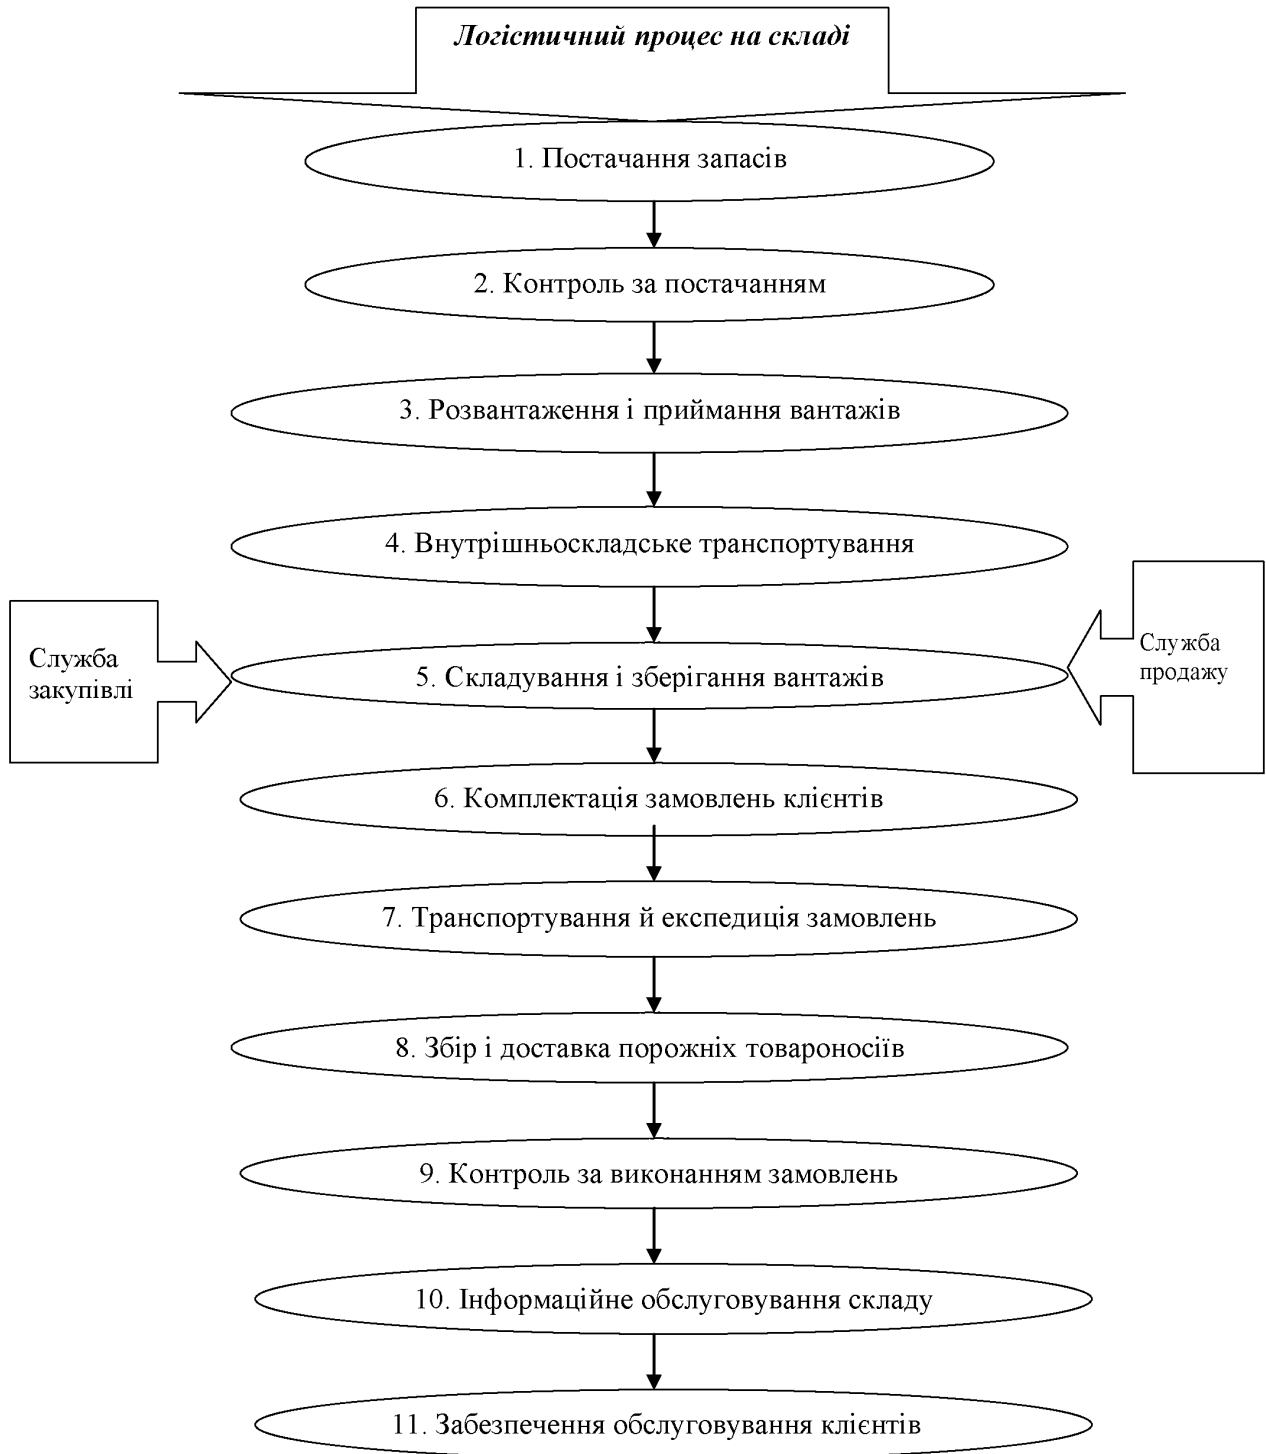 Логістичний процес на складі
1. Постачання запасів
2. Контроль за постачанням
3. Розвантаження і приймання вантажів
4. Внутрішньоскладське транспортування
Служба
закупівлі
5. Складування і зберігання вантажів
Служба
продажу
6. Комплектація замовлень клієнтів
7. Транспортування й експедиція замовлень
8. Збір і доставка порожніх товароносіїв
9. Контроль за виконанням замовлень
10. Інформаційне обслуговування складу
11. Забезпечення обслуговування клієнтів